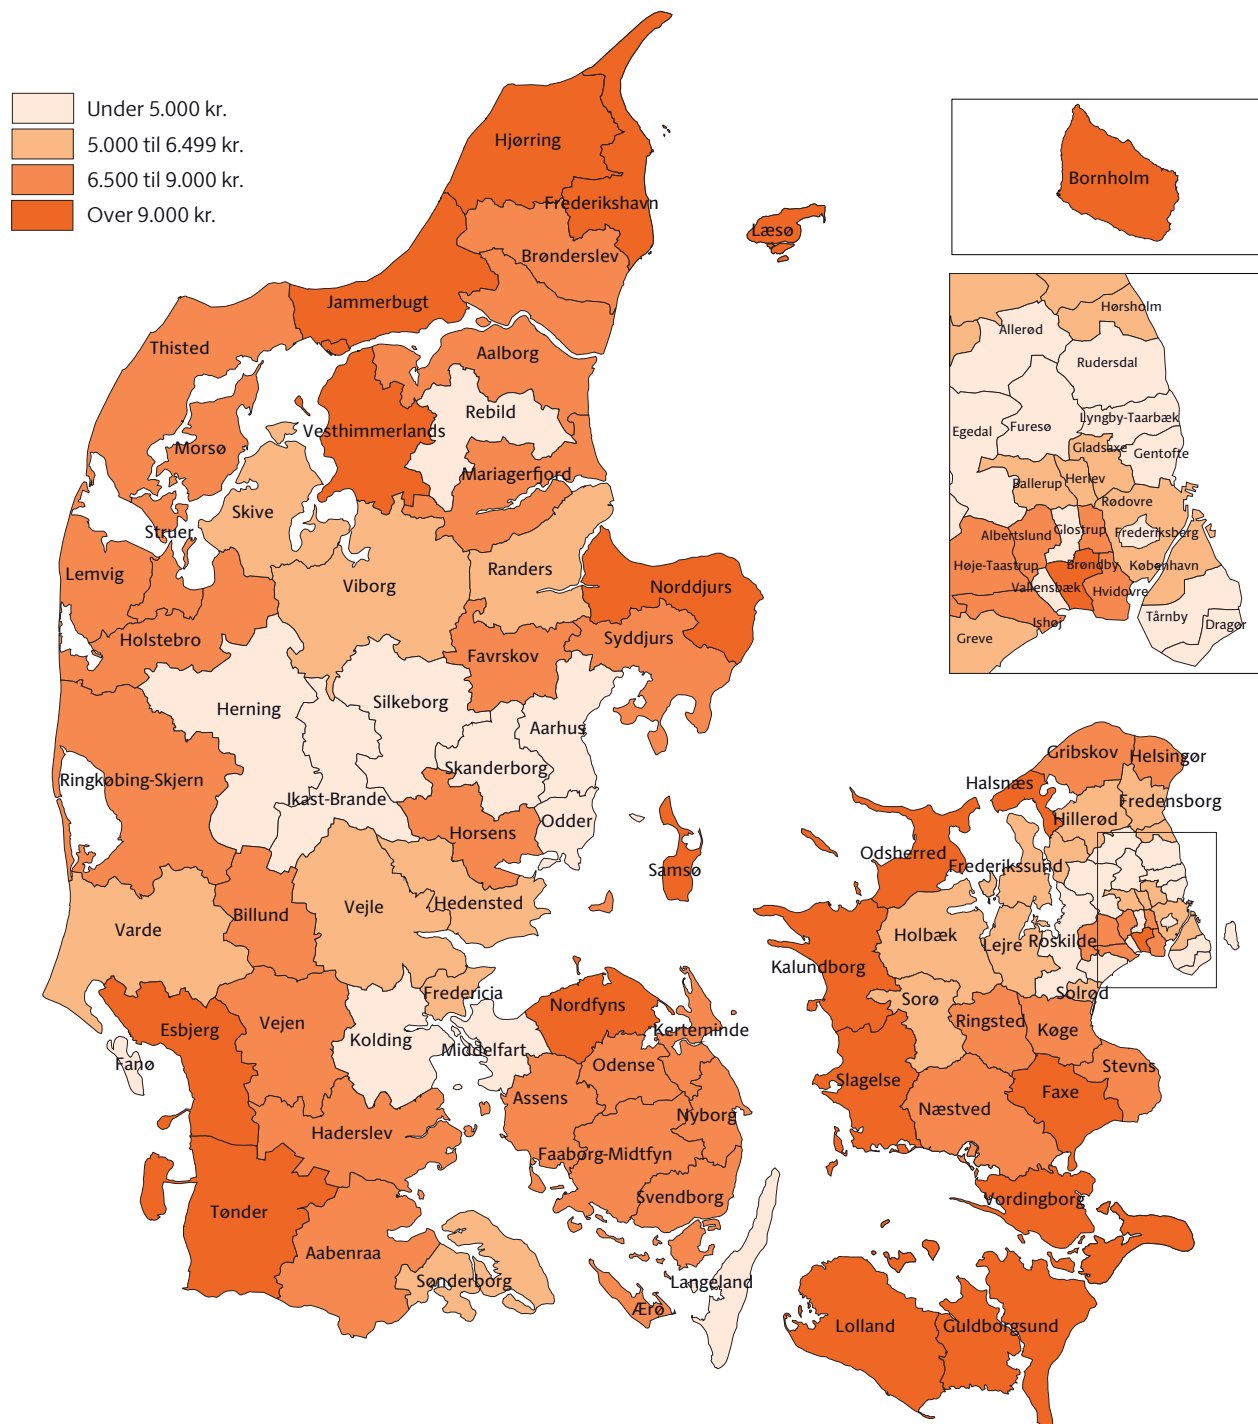 Under 5.000 kr.
5.000 til 6.499 kr.
6.500 til 9.000 kr.
Over 9.000 kr.
Hjørring
Frederikshavn
Læsø
Brønderslev
Jammerbugt
Thisted
Aalborg
Rebild
Vesthimmerlands
Morsø
Mariagerfjord
Skive
Struer
Lemvig
Viborg
Randers
Norddjurs
Holstebro
Favrskov
Syddjurs
Herning
Silkeborg
Aarhus
Ringkøbing-Skjern
Skanderborg
Ikast-Brande
Horsens
Odder
Samsø
Varde
Billund
Vejle
Hedensted
Fredericia
Esbjerg
Vejen
Kolding
Middelfart
Fanø
Nordfyns
Kerteminde
Odense
Assens
Nyborg
Haderslev
Faaborg-Midtfyn
Svendborg
Tønder
Aabenraa
Sønderborg
Langeland
Ærø
Bornholm
Hørsholm
Allerød
Rudersdal
Lyngby-Taarbæk
Egedal
Furesø
Gladsaxe
Gentofte
Ballerup
Herlev
Rødovre
Albertslund
Glostrup
Frederiksberg
Høje-Taastrup
Brøndby
København
Vallensbæk
Hvidovre
Ishøj
Tårnby
Dragør
Greve
Gribskov
Helsingør
Halsnæs
Fredensborg
Hillerød
Odsherred
Frederikssund
Holbæk
Lejre
Roskilde
Kalundborg
Solrød
Sorø
Ringsted
Køge
Stevns
Slagelse
Næstved
Faxe
Vordingborg
Lolland
Guldborgsund